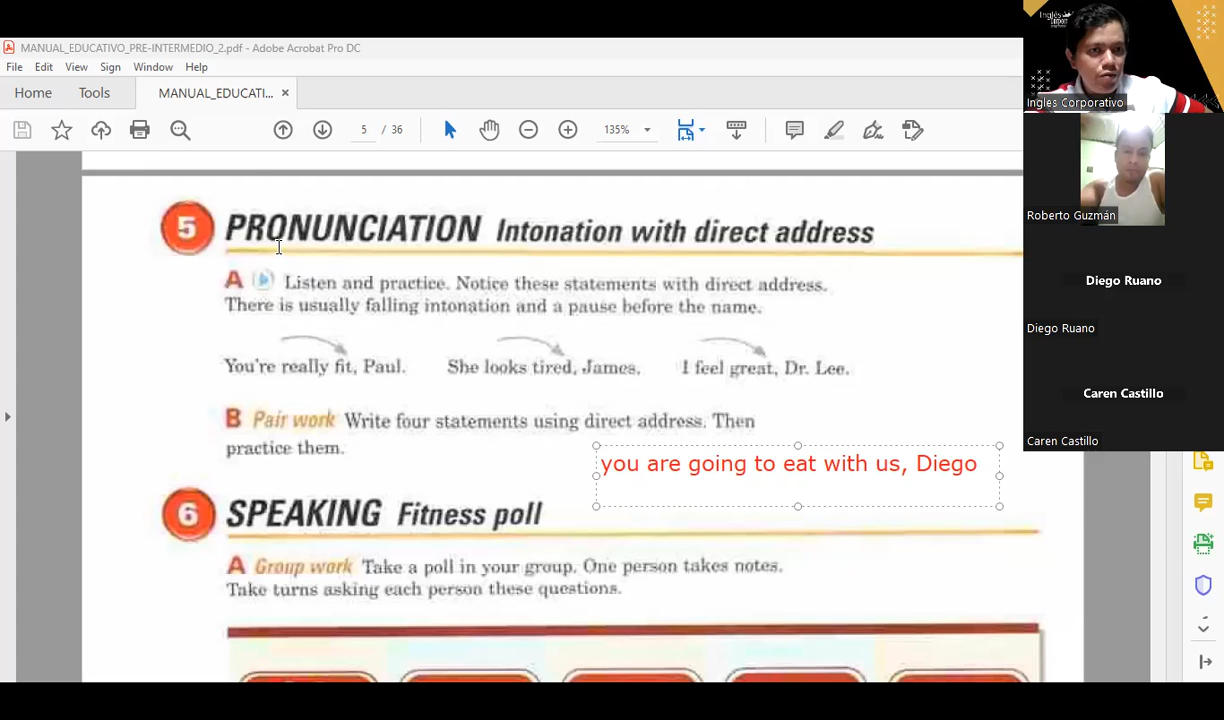 MANUAL_EDUCATIVO_PRE-INTERMEDIO_2.pdf - Adobe Acrobat Pro DC
File Edit View Sign Window Help
Home Tools MANUAL_EDUCATI... ×
5 / 36 135%
5 PRONUNCIATION Intonation with direct address
A Listen and practice. Notice these statements with direct address.
There is usually falling intonation and a pause before the name.
You're really fit, Paul. She looks tired, James. I feel great, Dr. Lee.
B Pair work Write four statements using direct address. Then
practice them.
you are going to eat with us, Diego
6 SPEAKING Fitness poll
A Group work Take a poll in your group. One person takes notes.
Take turns asking each person these questions.
Inglés
Corporativo
Ingles Corporativo
Roberto Guzmán
Diego Ruano
Diego Ruano
Caren Castillo
Caren Castillo